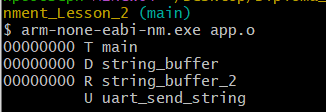 nment_Lesson_2 (main)
$ arm-none-eabi-nm.exe app.o
00000000 T main
00000000 D string_buffer
00000000 R string_buffer_2
U uart_send_string